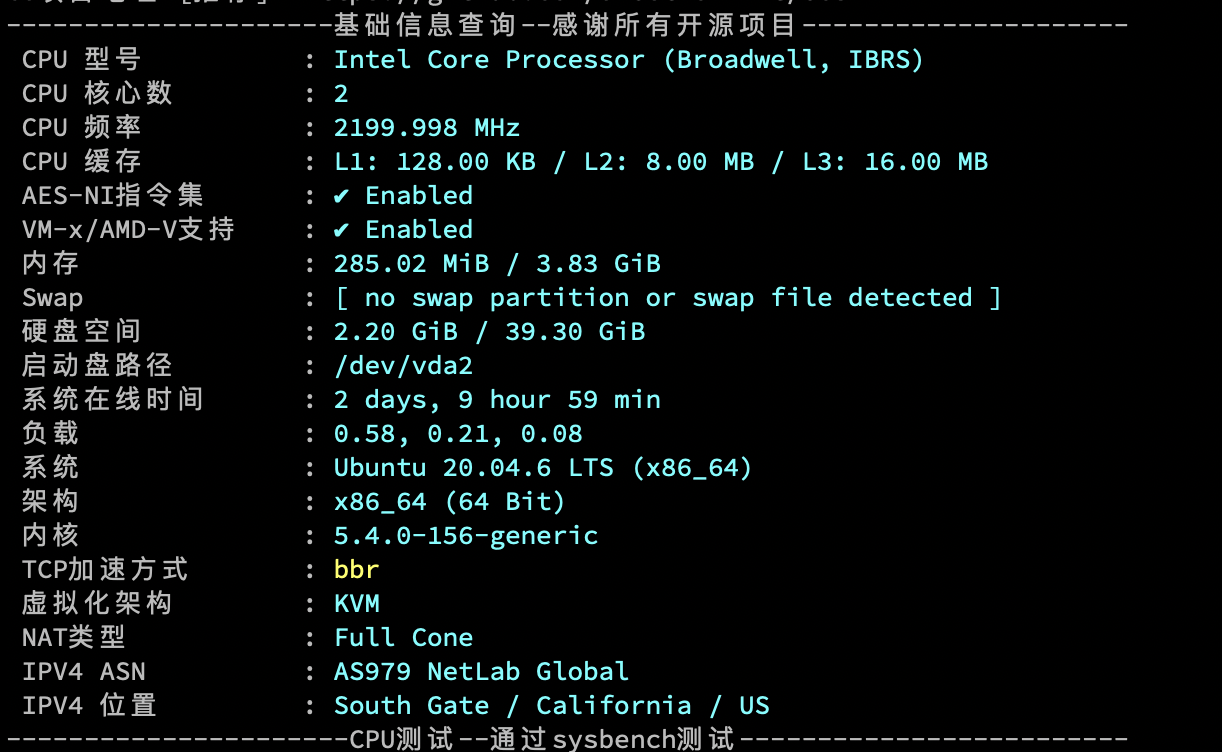 ---------------------基础信息查询--感谢所有开源项目---------------------
CPU 型号 : Intel Core Processor (Broadwell, IBRS)
CPU 核心数 : 2
CPU 频率 : 2199.998 MHz
CPU 缓存 : L1: 128.00 KB / L2: 8.00 MB / L3: 16.00 MB
AES-NI指令集 : ✔ Enabled
VM-x/AMD-V支持 : ✔ Enabled
内存 : 285.02 MiB / 3.83 GiB
Swap : [ no swap partition or swap file detected ]
硬盘空间 : 2.20 GiB / 39.30 GiB
启动盘路径 : /dev/vda2
系统在线时间 : 2 days, 9 hour 59 min
负载 : 0.58, 0.21, 0.08
系统 : Ubuntu 20.04.6 LTS (x86_64)
架构 : x86_64 (64 Bit)
内核 : 5.4.0-156-generic
TCP加速方式 : bbr
虚拟化架构 : KVM
NAT类型 : Full Cone
IPV4 ASN : AS979 NetLab Global
IPV4 位置 : South Gate / California / US
----------------------CPU测试--通过sysbench测试-------------------------